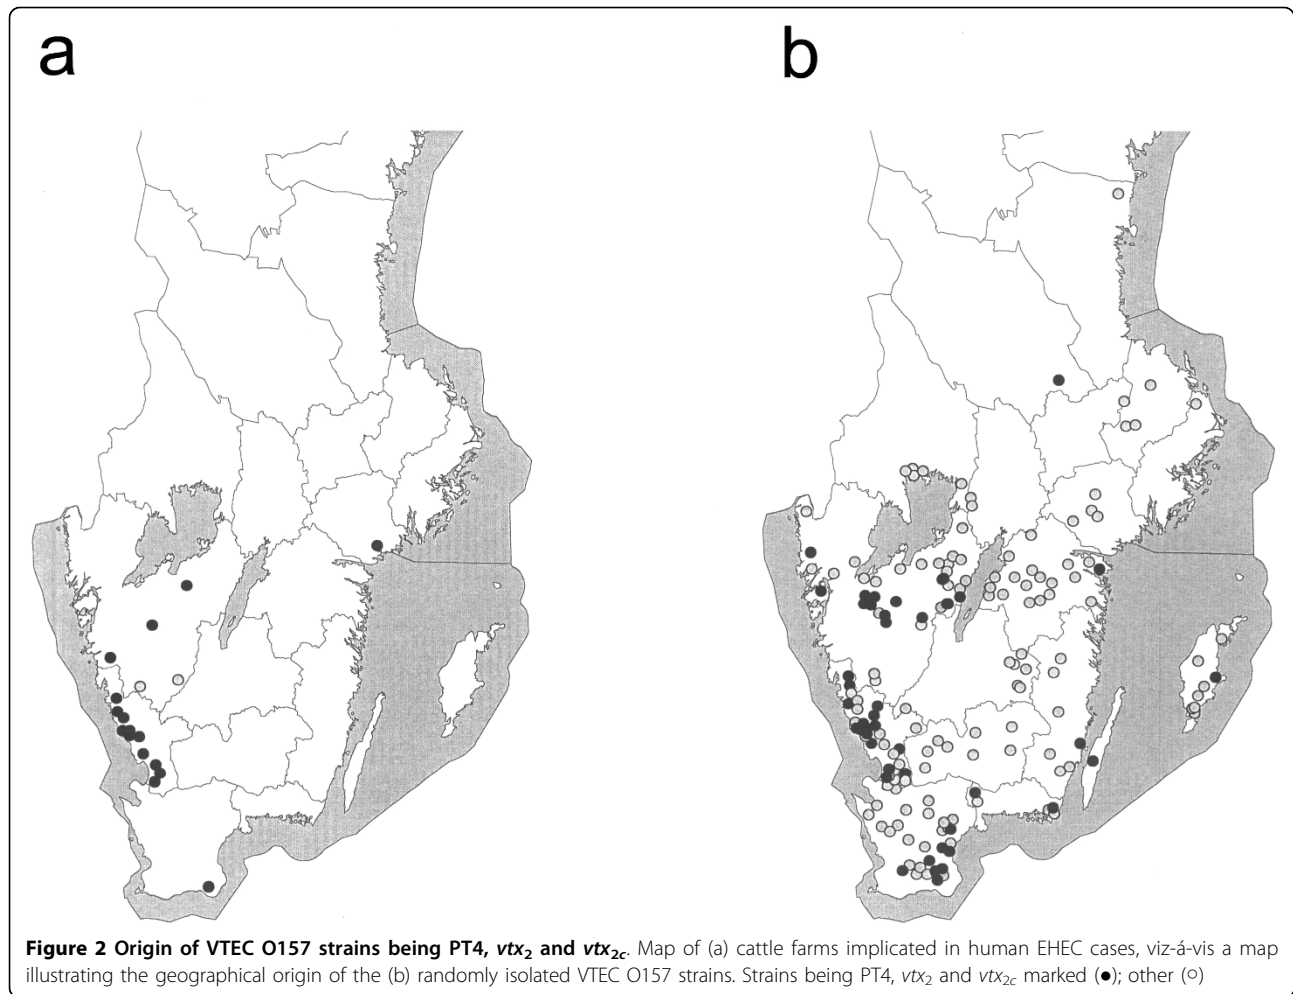 a
b
Figure 2 Origin of VTEC O157 strains being PT4, vtx2 and vtx2c. Map of (a) cattle farms implicated in human EHEC cases, viz-á-vis a map
illustrating the geographical origin of the (b) randomly isolated VTEC O157 strains. Strains being PT4, vtx2 and vtx2c marked (●); other (○)